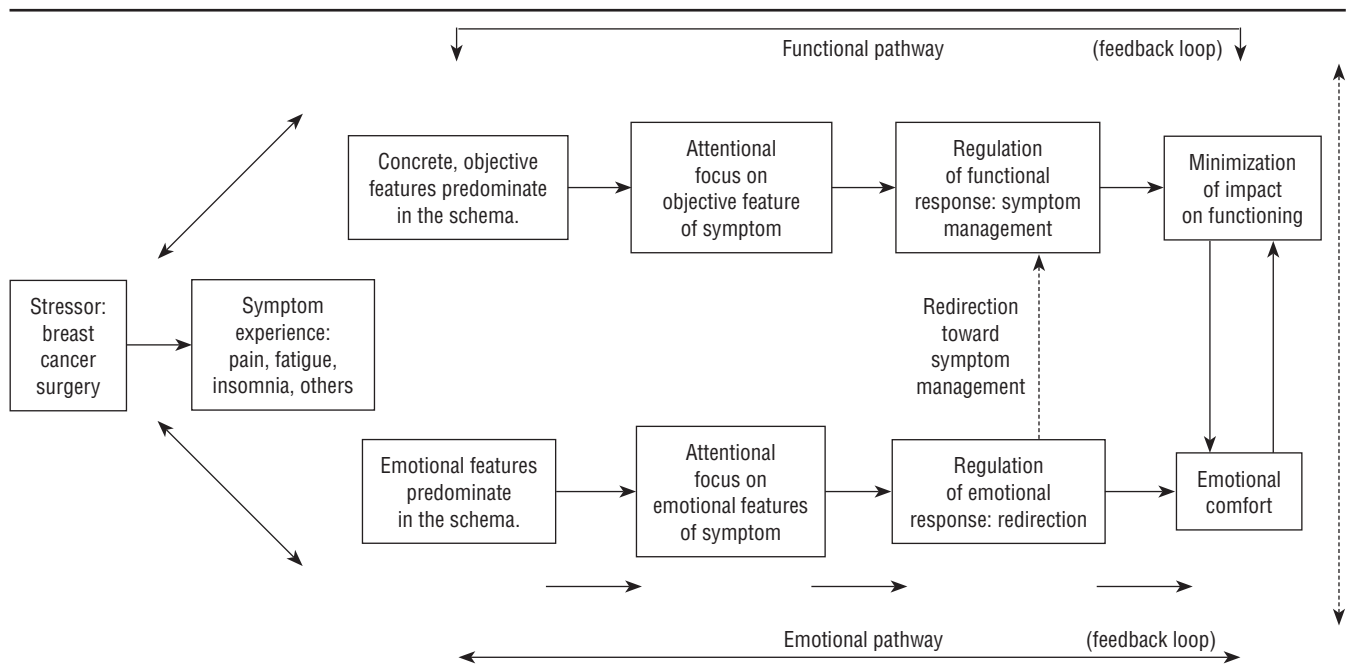 Functional pathway (feedback loop)
Concrete, objective
features predominate
in the schema.
Attentional
focus on
objective feature
of symptom
Regulation
of functional
response: symptom
management
Minimization
of impact
on functioning
Stressor:
breast
cancer
surgery
Symptom
experience:
pain, fatigue,
insomnia, others
Redirection
toward
symptom
management
Emotional features
predominate
in the schema.
Attentional
focus on
emotional features
of symptom
Regulation
of emotional
response: redirection
Emotional
comfort
Emotional pathway (feedback loop)